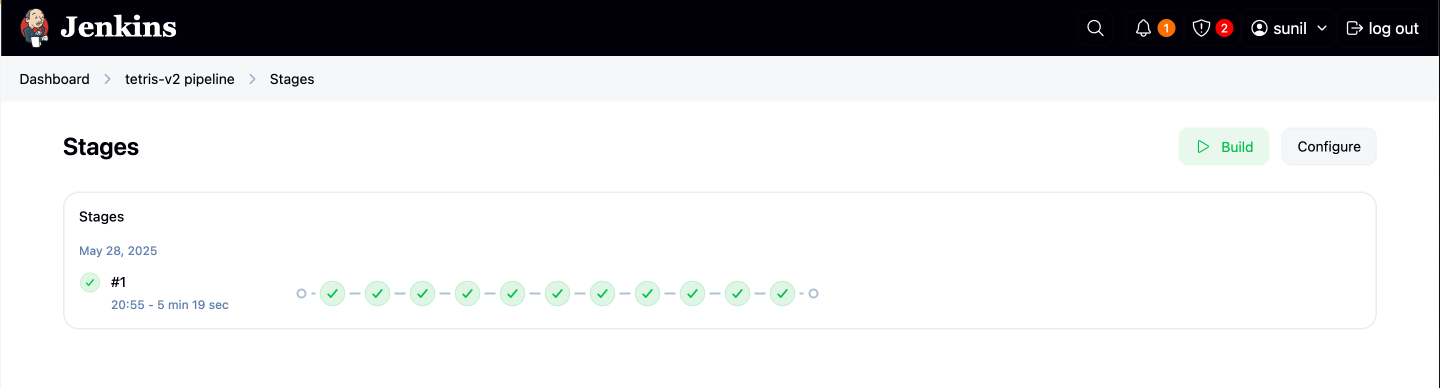 Jenkins
1
2
sunil
log out
Dashboard
tetris-v2 pipeline
Stages
Stages
Build
Configure
Stages
May 28, 2025
#1
20:55 - 5 min 19 sec